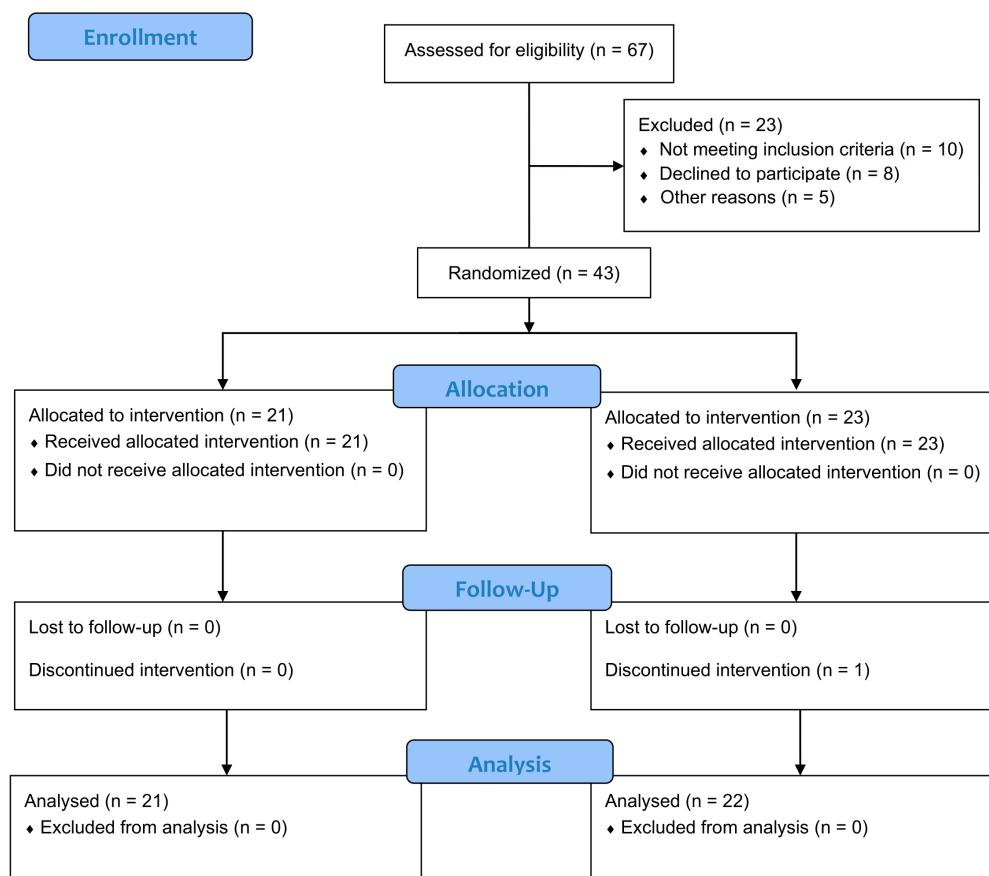 Enrollment
Assessed for eligibility (n = 67)
Excluded (n = 23)
♦ Not meeting inclusion criteria (n = 10)
♦ Declined to participate (n = 8)
♦ Other reasons (n = 5)
Randomized (n = 43)
Allocation
Allocated to intervention (n = 21)
♦ Received allocated intervention (n = 21)
♦ Did not receive allocated intervention (n = 0)
Allocated to intervention (n = 23)
♦ Received allocated intervention (n = 23)
♦ Did not receive allocated intervention (n = 0)
Follow-Up
Lost to follow-up (n = 0)
Discontinued intervention (n = 0)
Lost to follow-up (n = 0)
Discontinued intervention (n = 1)
Analysis
Analysed (n = 21)
♦ Excluded from analysis (n = 0)
Analysed (n = 22)
♦ Excluded from analysis (n = 0)